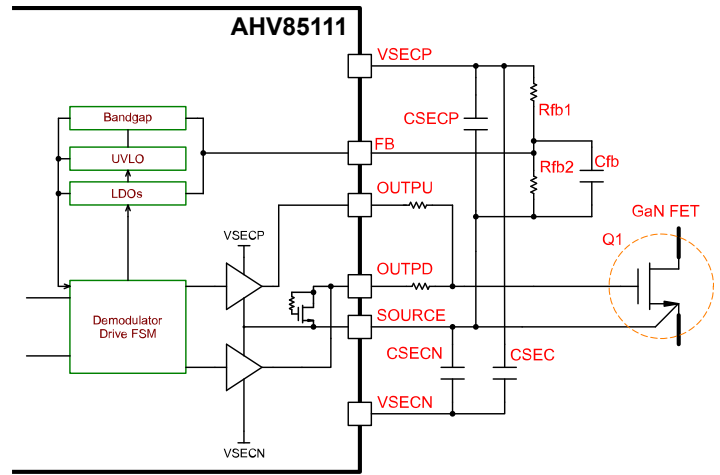 AHV85111
VSECP
CSECP
Rfb1
Bandgap
FB
UVLO
Rfb2
Cfb
LDOs
OUTPU
GaN FET
VSECP
Q1
OUTPD
Demodulator
Drive FSM
SOURCE
CSECN
CSEC
VSECN
VSECN